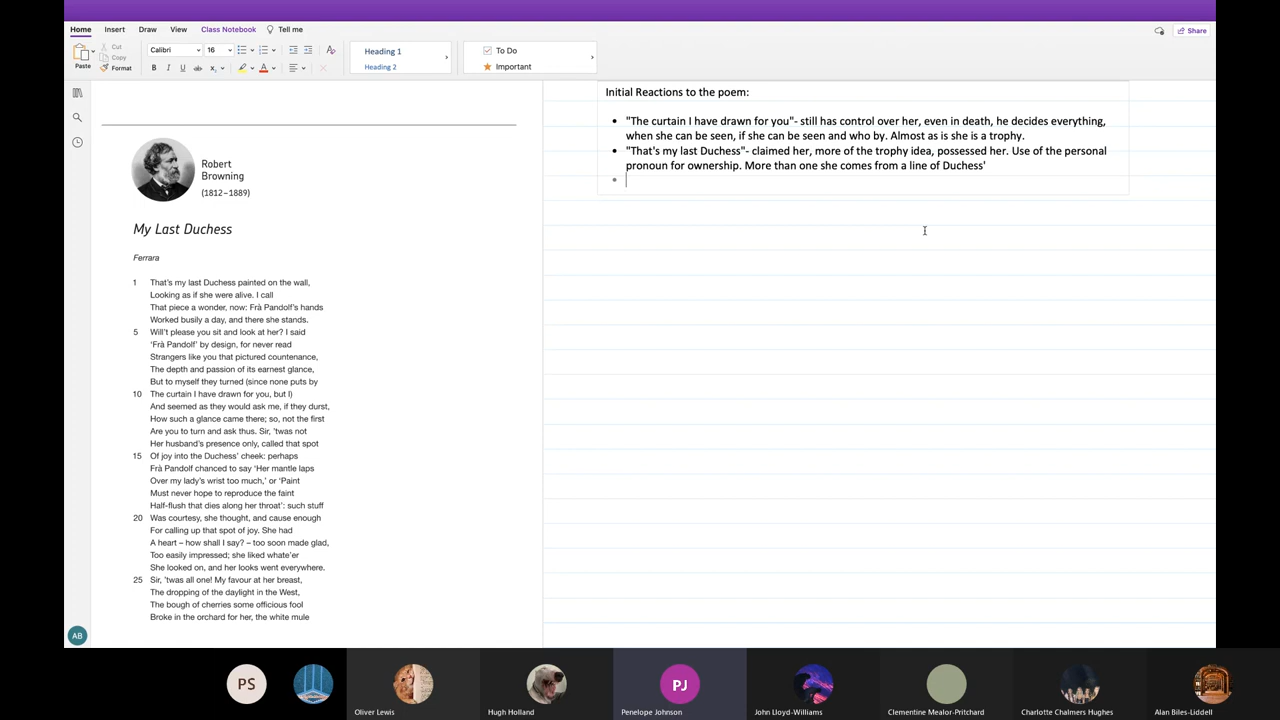 Home Insert Draw View Class Notebook Tell me
Share
Cut
Copy
Paste
Format
Calibri 16
B I U ab x A
Heading 1
Heading 2
To Do
Important
Robert
Browning
(1812–1889)
My Last Duchess
Ferrara
1 That's my last Duchess painted on the wall,
Looking as if she were alive. I call
That piece a wonder, now: Frà Pandolf's hands
Worked busily a day, and there she stands.
5 Will't please you sit and look at her? I said
'Frà Pandolf' by design, for never read
Strangers like you that pictured countenance,
The depth and passion of its earnest glance,
But to myself they turned (since none puts by
10 The curtain I have drawn for you, but I)
And seemed as they would ask me, if they durst,
How such a glance came there; so, not the first
Are you to turn and ask thus. Sir, 'twas not
Her husband's presence only, called that spot
15 Of joy into the Duchess' cheek: perhaps
Frà Pandolf chanced to say 'Her mantle laps
Over my lady's wrist too much,' or 'Paint
Must never hope to reproduce the faint
Half-flush that dies along her throat': such stuff
20 Was courtesy, she thought, and cause enough
For calling up that spot of joy. She had
A heart – how shall I say? – too soon made glad,
Too easily impressed; she liked whate'er
She looked on, and her looks went everywhere.
25 Sir, 'twas all one! My favour at her breast,
The dropping of the daylight in the West,
The bough of cherries some officious fool
Broke in the orchard for her, the white mule
Initial Reactions to the poem:
• "The curtain I have drawn for you"- still has control over her, even in death, he decides everything,
when she can be seen, if she can be seen and who by. Almost as is she is a trophy.
• "That's my last Duchess"- claimed her, more of the trophy idea, possessed her. Use of the personal
pronoun for ownership. More than one she comes from a line of Duchess'
AB
PS
PJ
Oliver Lewis
Hugh Holland
Penelope Johnson
John Lloyd-Williams
Clementine Mealor-Pritchard
Charlotte Chalmers Hughes
Alan Biles-Liddell